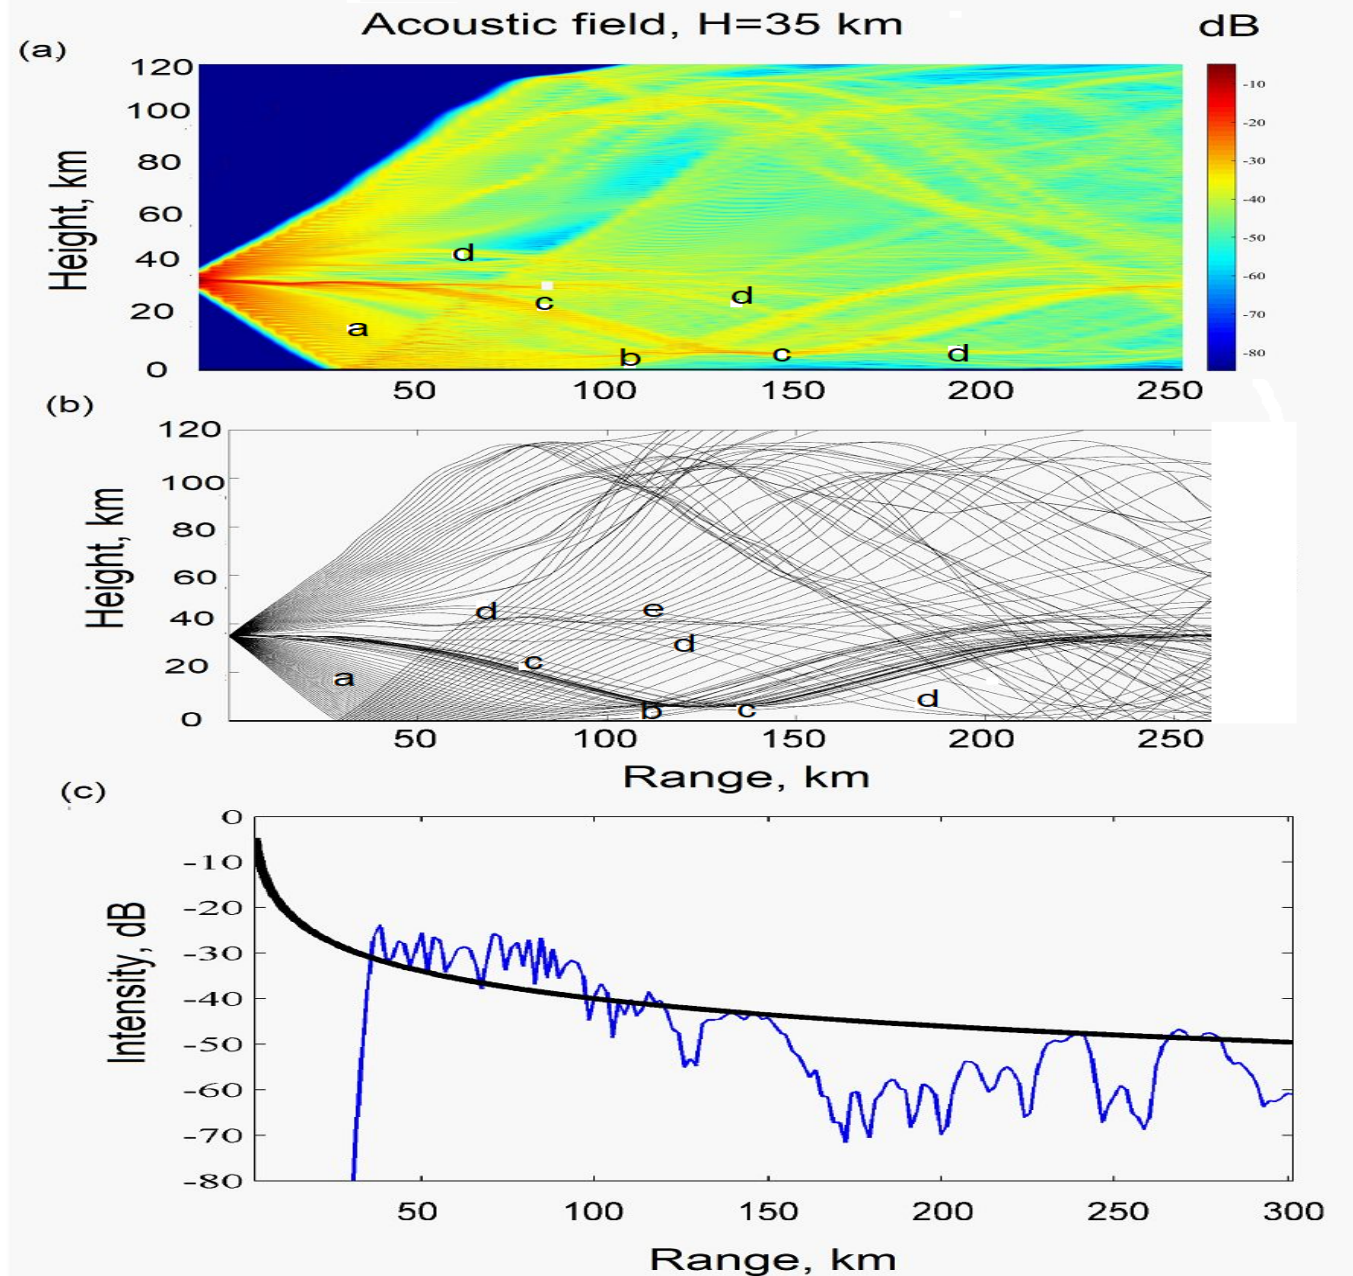 Acoustic field, H=35 km
dB
(a)
120
100
80
60
40
20
0
Height, km
d
c
a
b
d
c
d
50
100
150
200
250
-10
-20
-30
-40
-50
-60
-70
-80
(b)
120
100
80
60
40
20
0
Height, km
d
e
d
c
a
b
c
d
50
100
150
200
250
Range, km
(c)
0
-10
-20
-30
-40
-50
-60
-70
-80
Intensity, dB
50
100
150
200
250
300
Range, km